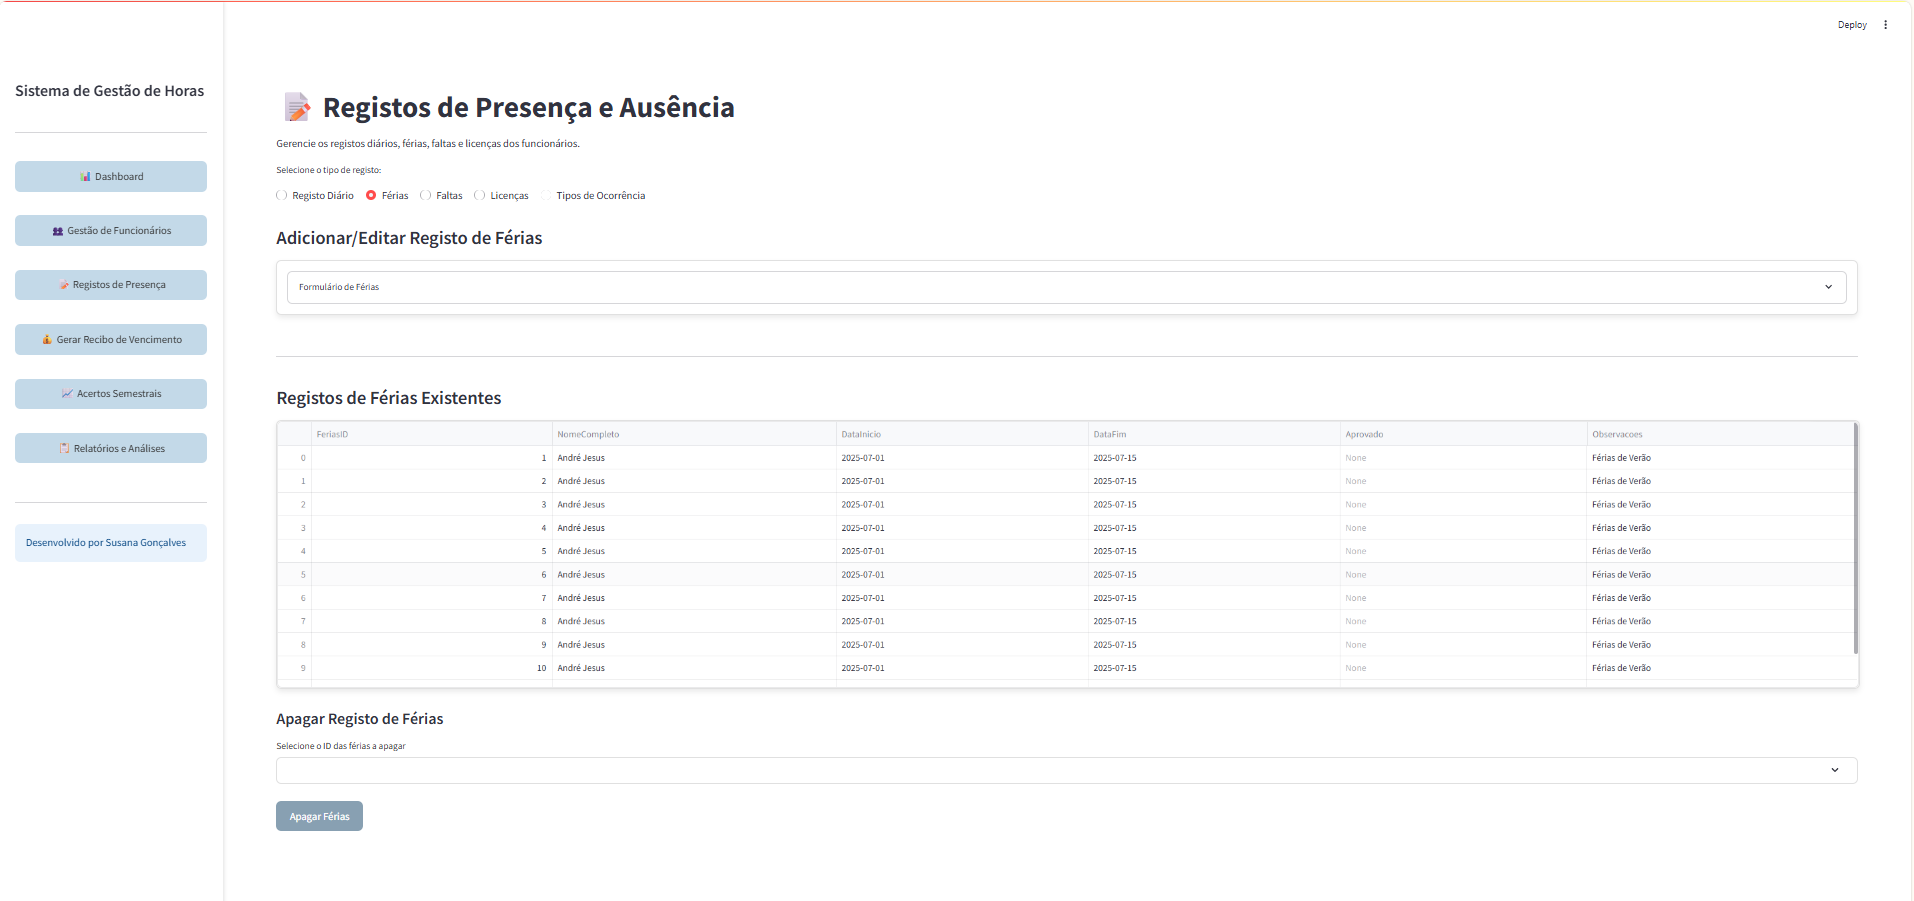 Deploy
Sistema de Gestão de Horas
Dashboard
Gestão de Funcionários
Registos de Presença
Gerar Recibo de Vencimento
Acertos Semestrais
Relatórios e Análises
Desenvolvido por Susana Gonçalves
Registos de Presença e Ausência
Gerencie os registos diários, férias, faltas e licenças dos funcionários.
Selecione o tipo de registo:
Registo Diário Férias Faltas Licenças Tipos de Ocorrência
Adicionar/Editar Registo de Férias
Formulário de Férias
Registos de Férias Existentes
FeriasID NomeCompleto DataInicio DataFim Aprovado Observacoes
0 1 André Jesus 2025-07-01 2025-07-15 None Férias de Verão
1 2 André Jesus 2025-07-01 2025-07-15 None Férias de Verão
2 3 André Jesus 2025-07-01 2025-07-15 None Férias de Verão
3 4 André Jesus 2025-07-01 2025-07-15 None Férias de Verão
4 5 André Jesus 2025-07-01 2025-07-15 None Férias de Verão
5 6 André Jesus 2025-07-01 2025-07-15 None Férias de Verão
6 7 André Jesus 2025-07-01 2025-07-15 None Férias de Verão
7 8 André Jesus 2025-07-01 2025-07-15 None Férias de Verão
8 9 André Jesus 2025-07-01 2025-07-15 None Férias de Verão
9 10 André Jesus 2025-07-01 2025-07-15 None Férias de Verão
Apagar Registo de Férias
Selecione o ID das férias a apagar
Apagar Férias